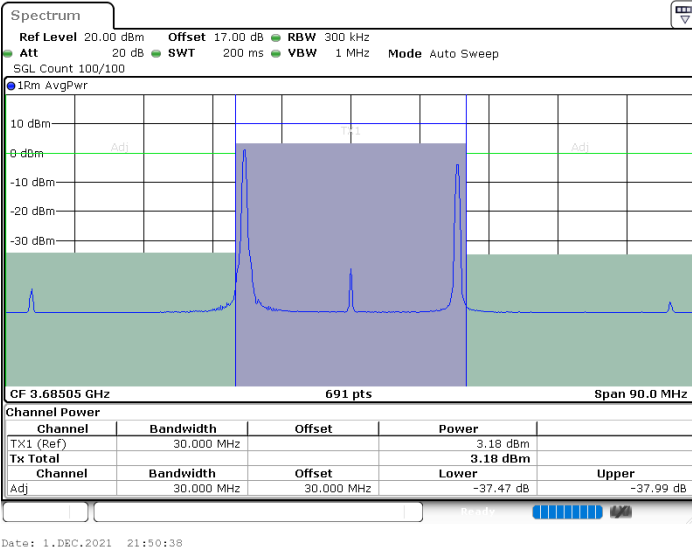 Spectrum
Ref Level 20.00 dBm Offset 17.00 dB RBW 300 kHz
Att 20 dB SWT 200 ms VBW 1 MHz Mode Auto Sweep
SGL Count 100/100
1Rm AvgPwr
10 dBm
TX1
Adj Adj
0 dBm
-10 dBm
-20 dBm
-30 dBm
CF 3.68505 GHz 691 pts Span 90.0 MHz
Channel Power
Channel Bandwidth Offset Power
TX1 (Ref) 30.000 MHz 3.18 dBm
Tx Total 3.18 dBm
Channel Bandwidth Offset Lower Upper
Adj 30.000 MHz 30.000 MHz -37.47 dB -37.99 dB
Ready
Date: 1.DEC.2021 21:50:38